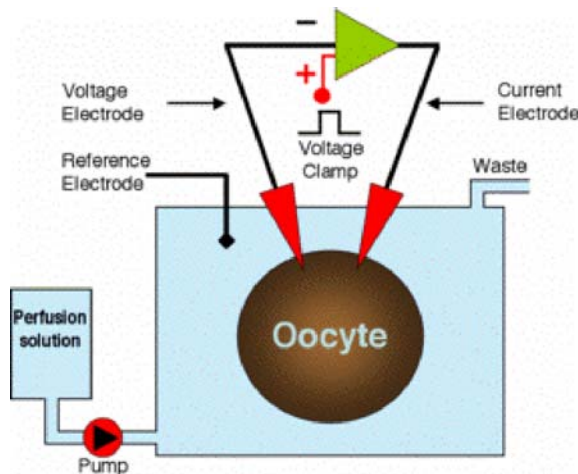 −
+
Voltage
Electrode
Current
Electrode
Voltage
Clamp
Reference
Electrode
Waste
Perfusion
solution
Oocyte
Pump